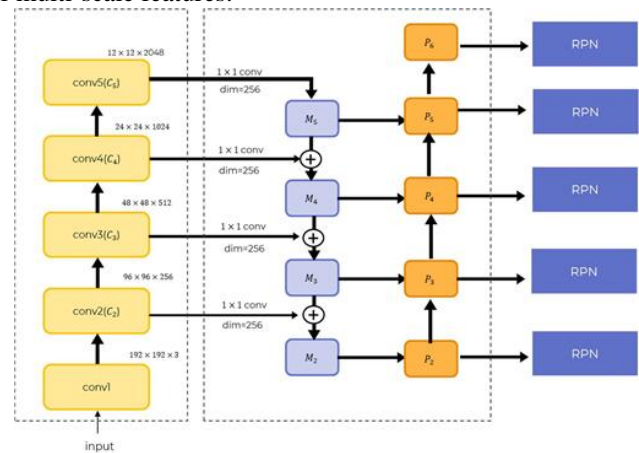 multi-scale features.
12 × 12 × 2048
conv5(C₅)
24 × 24 × 1024
conv4(C₄)
48 × 48 × 512
conv3(C₃)
96 × 96 × 256
conv2(C₂)
192 × 192 × 3
conv1
input
1 × 1 conv
dim=256
1 × 1 conv
dim=256
1 × 1 conv
dim=256
1 × 1 conv
dim=256
M₅
+
M₄
+
M₃
+
M₂
P₆
P₅
P₄
P₃
P₂
RPN
RPN
RPN
RPN
RPN